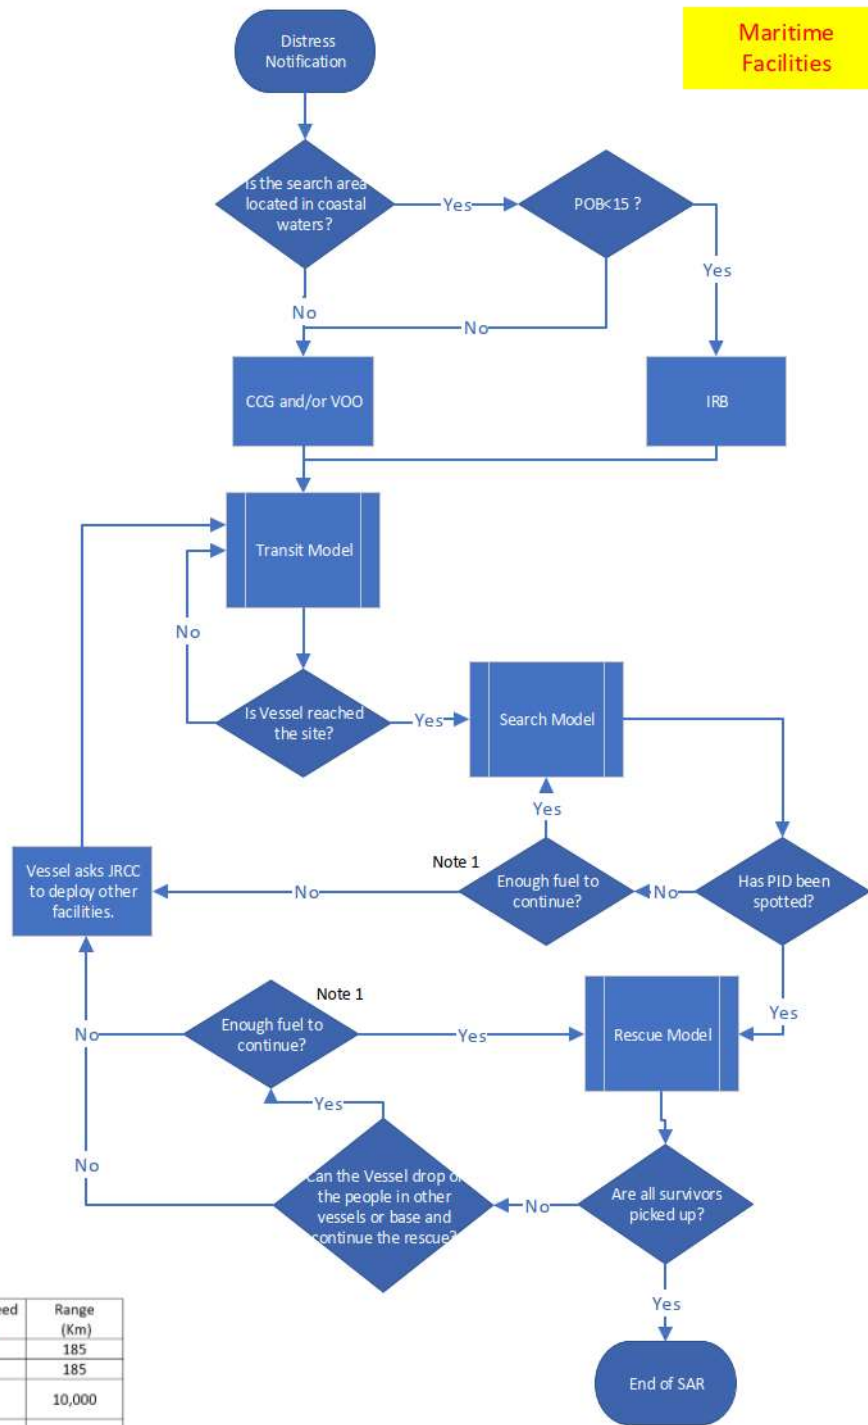 Distress
Notification
Maritime
Facilities
Is the search area
located in coastal
waters?
Yes
POB<15 ?
Yes
No
No
CCG and/or VOO
IRB
Transit Model
No
Is Vessel reached
the site?
Yes
Search Model
Yes
Vessel asks JRCC
to deploy other
facilities.
No
Note 1
Enough fuel to
continue?
No
Has PID been
spotted?
Yes
No
Enough fuel to
continue?
Note 1
Yes
Rescue Model
Yes
No
Can the Vessel drop
the people in other
vessels or base and
continue the rescue?
No
Are all survivors
picked up?
Yes
End of SAR
Range
(Km)
185
185
10,000